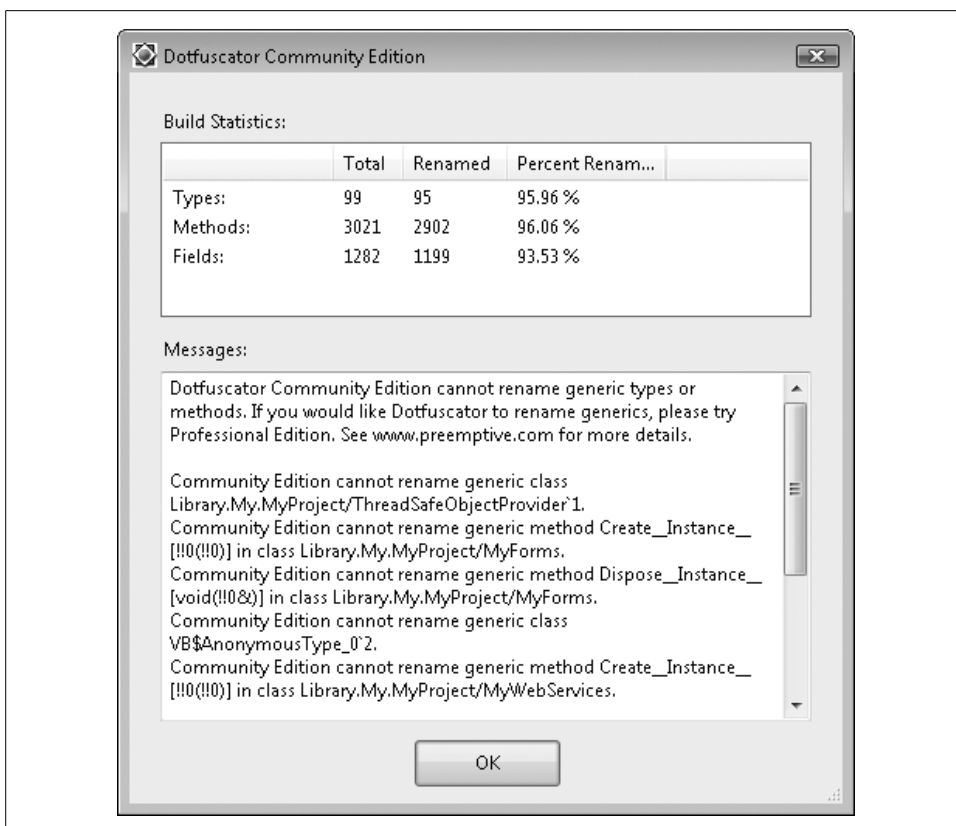 Dotfuscator Community Edition
Build Statistics:
Total Renamed Percent Renam...
Types: 99 95 95.96 %
Methods: 3021 2902 96.06 %
Fields: 1282 1199 93.53 %
Messages:
Dotfuscator Community Edition cannot rename generic types or
methods. If you would like Dotfuscator to rename generics, please try
Professional Edition. See www.preemptive.com for more details.
Community Edition cannot rename generic class
Library.My.MyProject/ThreadSafeObjectProvider`1.
Community Edition cannot rename generic method Create__Instance__
[!!0(!!0)] in class Library.My.MyProject/MyForms.
Community Edition cannot rename generic method Dispose__Instance__
[void(!!0&)] in class Library.My.MyProject/MyForms.
Community Edition cannot rename generic class
VB$AnonymousType_0`2.
Community Edition cannot rename generic method Create__Instance__
[!!0(!!0)] in class Library.My.MyProject/MyWebServices.
OK